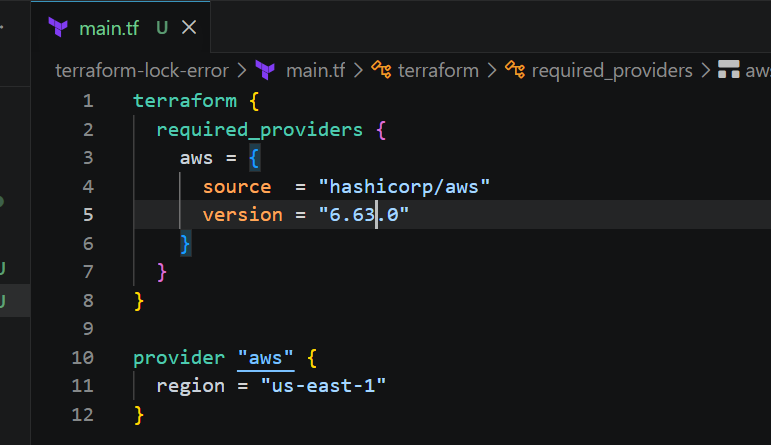 main.tf U
terraform-lock-error > main.tf > terraform > required_providers > aws
1 terraform {
2   required_providers {
3     aws = {
4       source  = "hashicorp/aws"
5       version = "6.63.0"
6     }
7   }
8 }
9
10 provider "aws" {
11   region = "us-east-1"
12 }
U
U